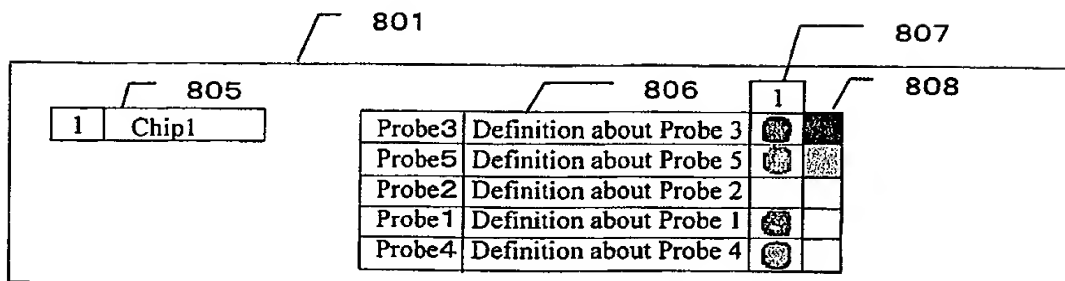 801
807
805
806
808
1 Chip1
1
Probe3 Definition about Probe 3
Probe5 Definition about Probe 5
Probe2 Definition about Probe 2
Probe1 Definition about Probe 1
Probe4 Definition about Probe 4